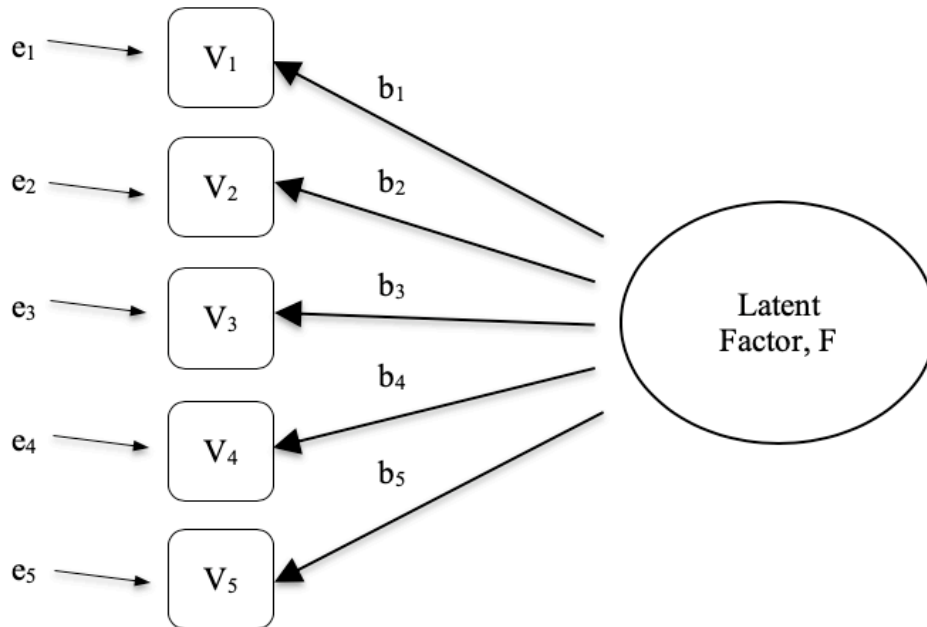 e₁
V₁
b₁
e₂
V₂
b₂
e₃
V₃
b₃
Latent
Factor, F
e₄
V₄
b₄
e₅
V₅
b₅